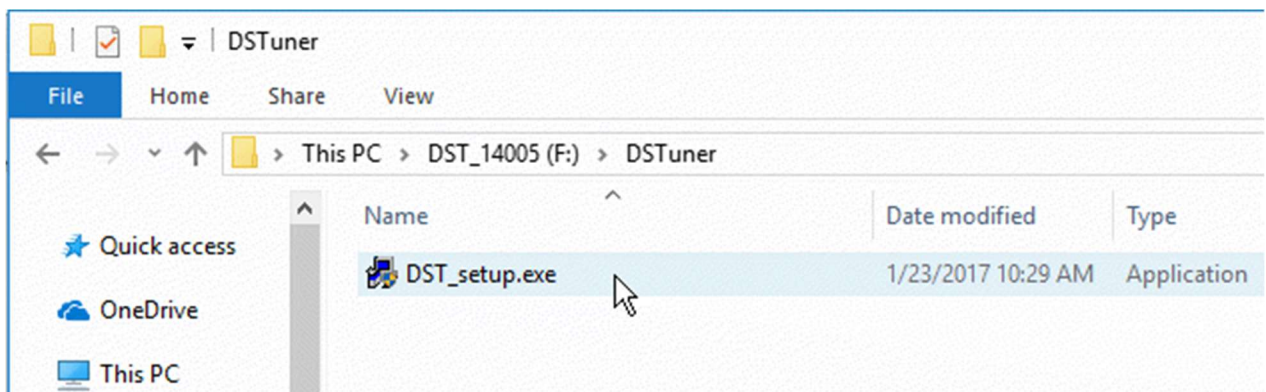 DSTuner
File Home Share View
This PC > DST_14005 (F:) > DSTuner
Name Date modified Type
Quick access
DST_setup.exe 1/23/2017 10:29 AM Application
OneDrive
This PC